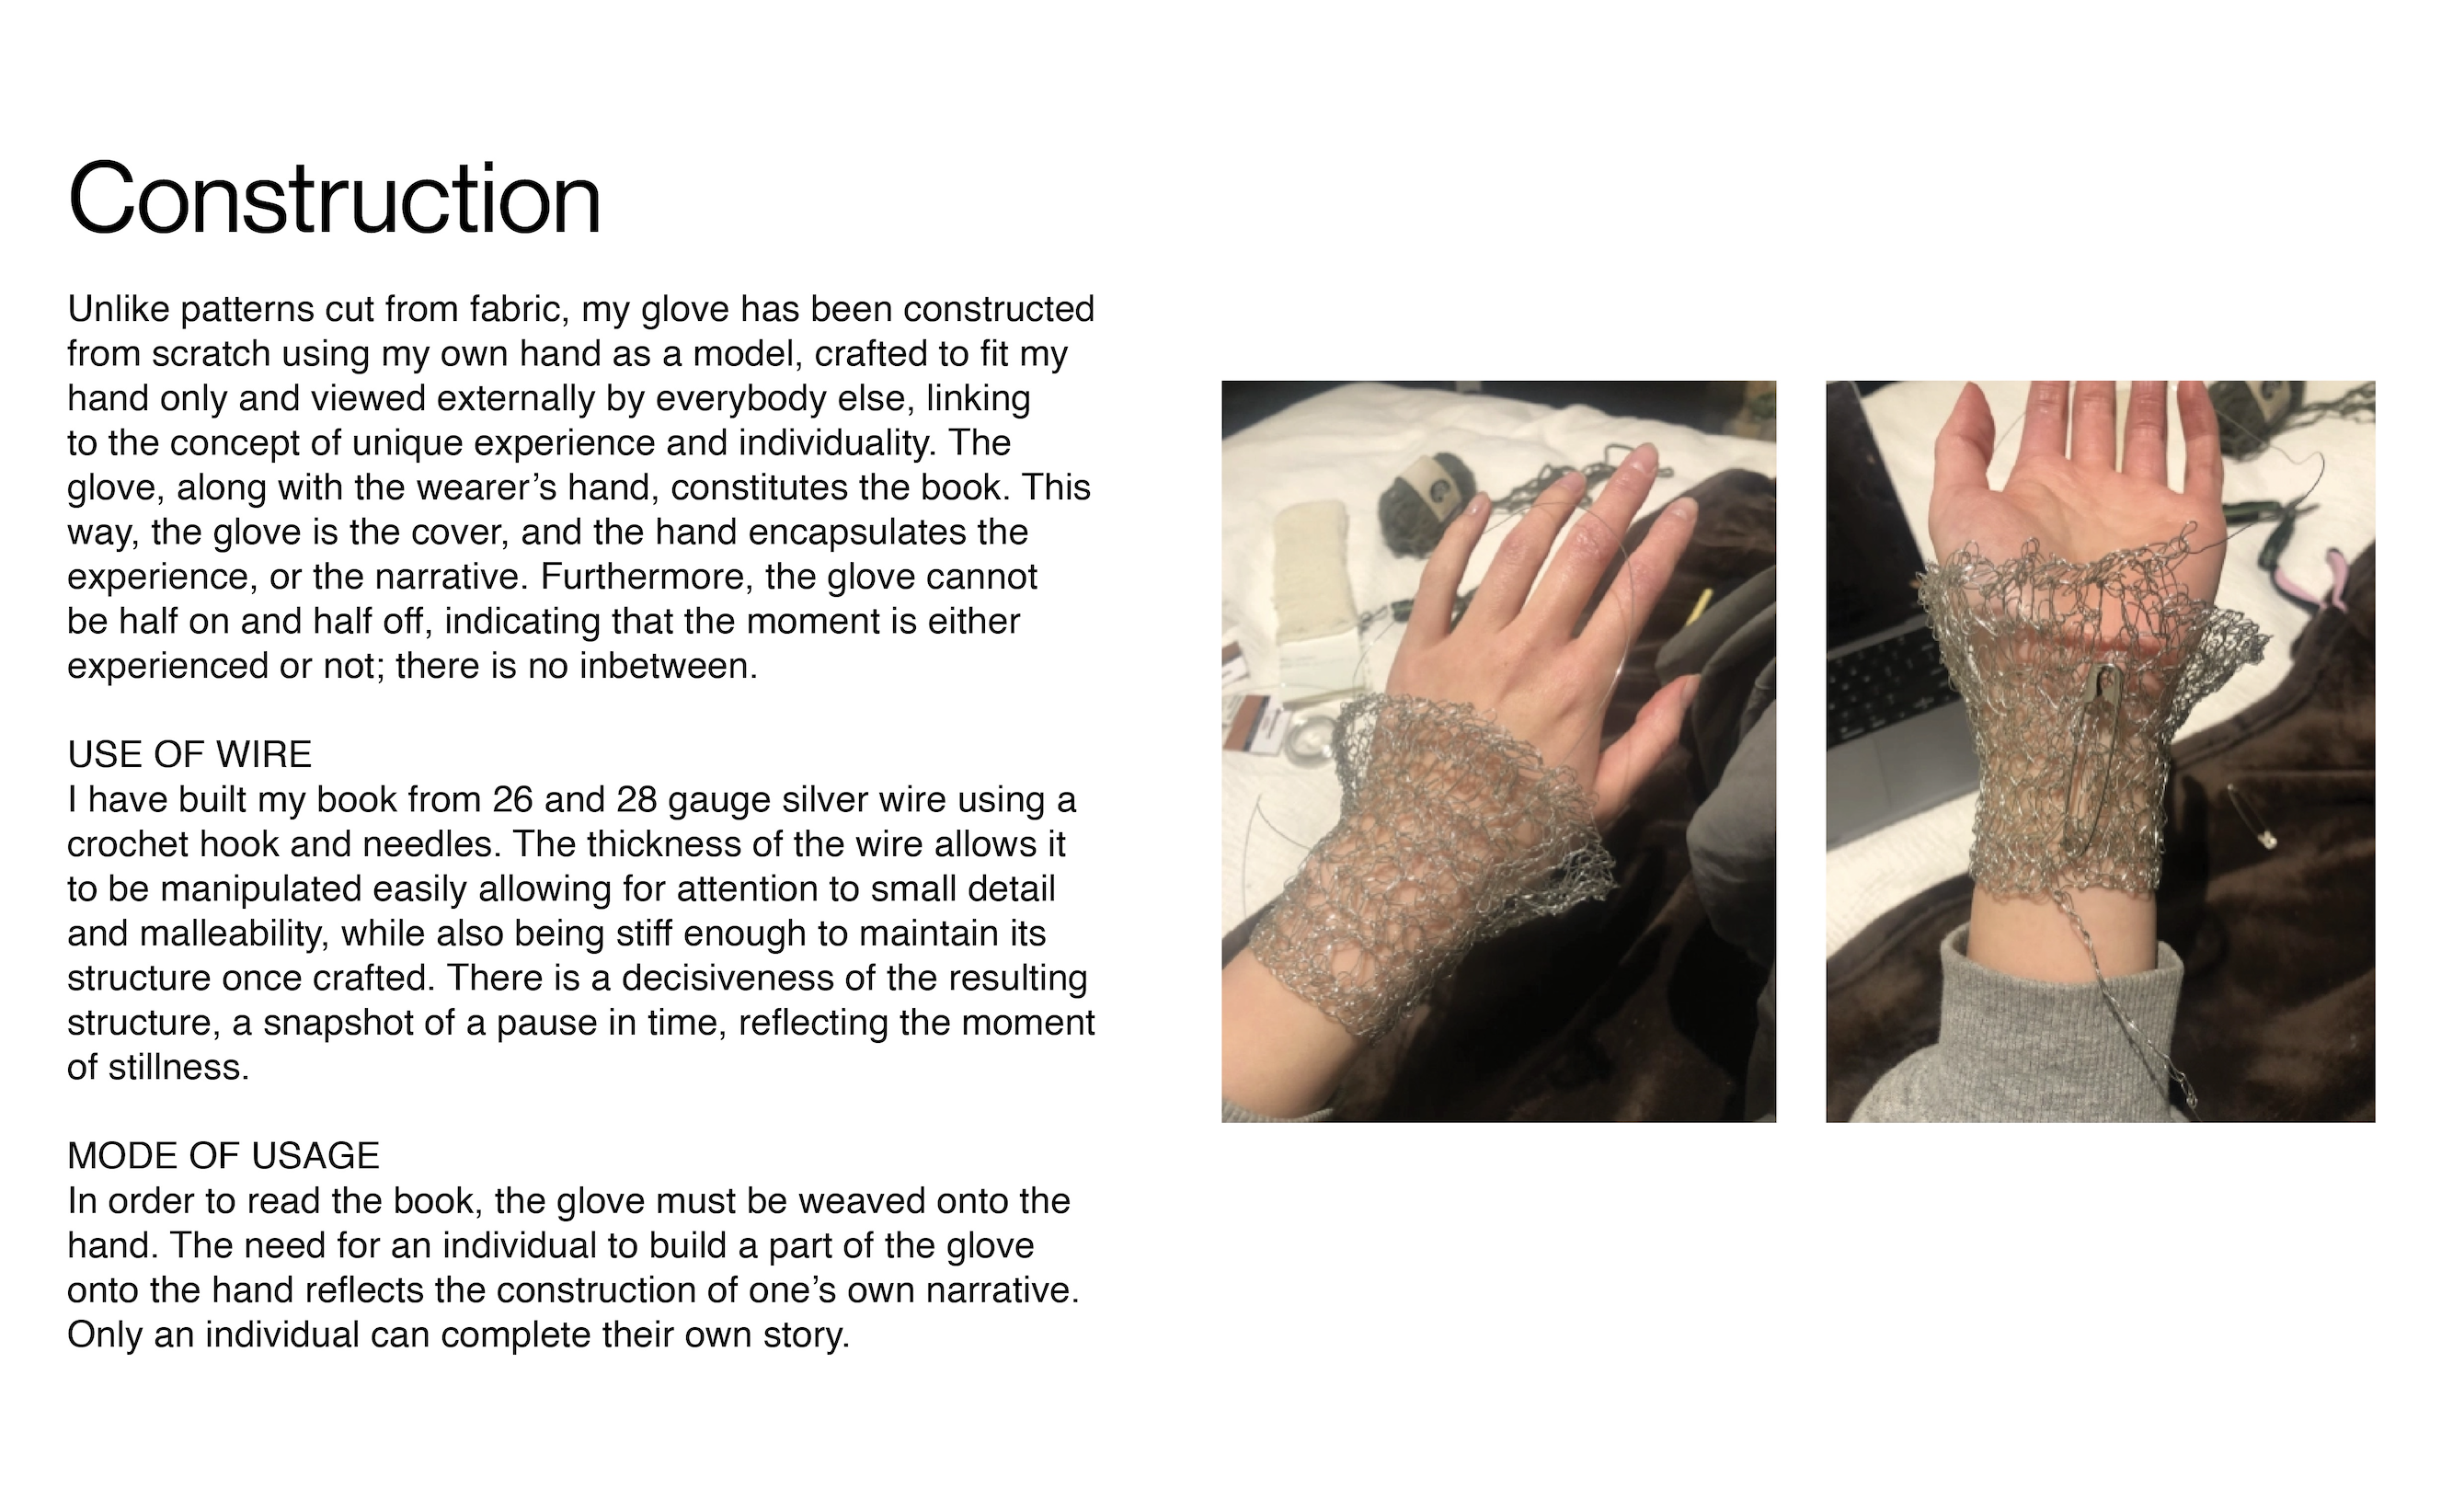 Construction
Unlike patterns cut from fabric, my glove has been constructed
from scratch using my own hand as a model, crafted to fit my
hand only and viewed externally by everybody else, linking
to the concept of unique experience and individuality. The
glove, along with the wearer’s hand, constitutes the book. This
way, the glove is the cover, and the hand encapsulates the
experience, or the narrative. Furthermore, the glove cannot
be half on and half off, indicating that the moment is either
experienced or not; there is no inbetween.
USE OF WIRE
I have built my book from 26 and 28 gauge silver wire using a
crochet hook and needles. The thickness of the wire allows it
to be manipulated easily allowing for attention to small detail
and malleability, while also being stiff enough to maintain its
structure once crafted. There is a decisiveness of the resulting
structure, a snapshot of a pause in time, reflecting the moment
of stillness.
MODE OF USAGE
In order to read the book, the glove must be weaved onto the
hand. The need for an individual to build a part of the glove
onto the hand reflects the construction of one’s own narrative.
Only an individual can complete their own story.